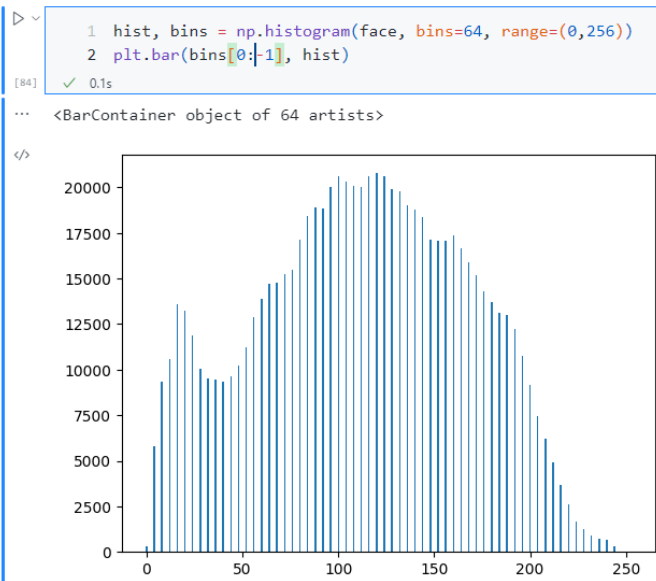 1 hist, bins = np.histogram(face, bins=64, range=(0,256))
2 plt.bar(bins[0:-1], hist)
[84] ✓ 0.1s
... <BarContainer object of 64 artists>
</>
20000
17500
15000
12500
10000
7500
5000
2500
0
0 50 100 150 200 250